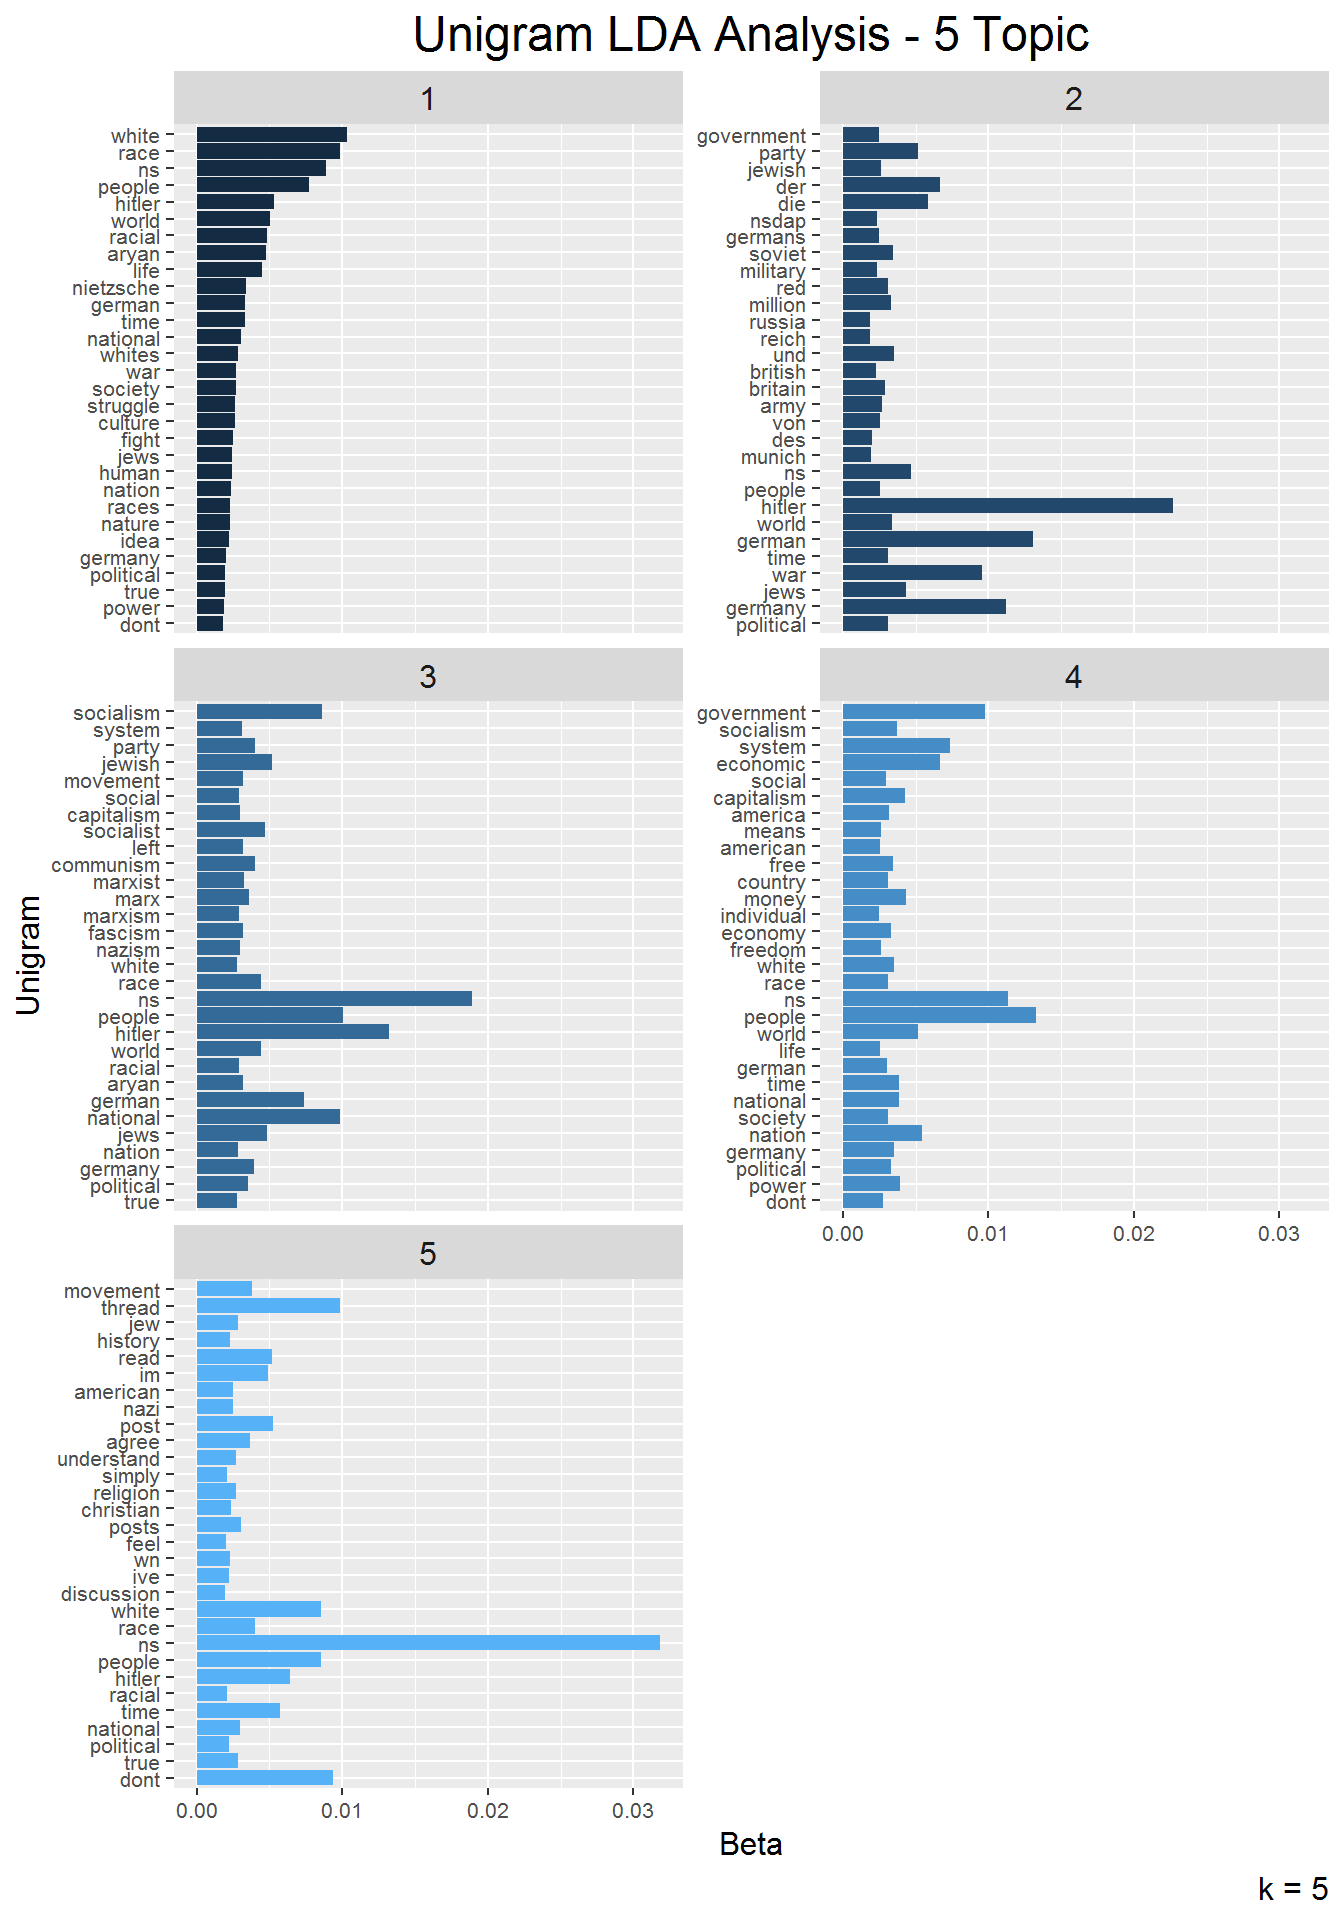 Unigram LDA Analysis - 5 Topic
1
white
race
ns
people
hitler
world
racial
aryan
life
nietzsche
german
time
national
whites
war
society
struggle
culture
fight
jews
human
nation
races
nature
idea
germany
political
true
power
dont
2
government
party
jewish
der
die
nsdap
germans
soviet
military
red
million
russia
reich
und
british
britain
army
von
des
munich
ns
people
hitler
world
german
time
war
jews
germany
political
3
socialism
system
party
jewish
movement
social
capitalism
socialist
left
communism
marxist
marx
marxism
fascism
nazism
white
race
ns
people
hitler
world
racial
aryan
german
national
jews
nation
germany
political
true
4
government
socialism
system
economic
social
capitalism
america
means
american
free
country
money
individual
economy
freedom
white
race
ns
people
world
life
german
time
national
society
nation
germany
political
power
dont
0.00 0.01 0.02 0.03
5
movement
thread
jew
history
read
im
american
nazi
post
agree
understand
simply
religion
christian
posts
feel
wn
ive
discussion
white
race
ns
people
hitler
racial
time
national
political
true
dont
0.00 0.01 0.02 0.03
Unigram
Beta
k = 5